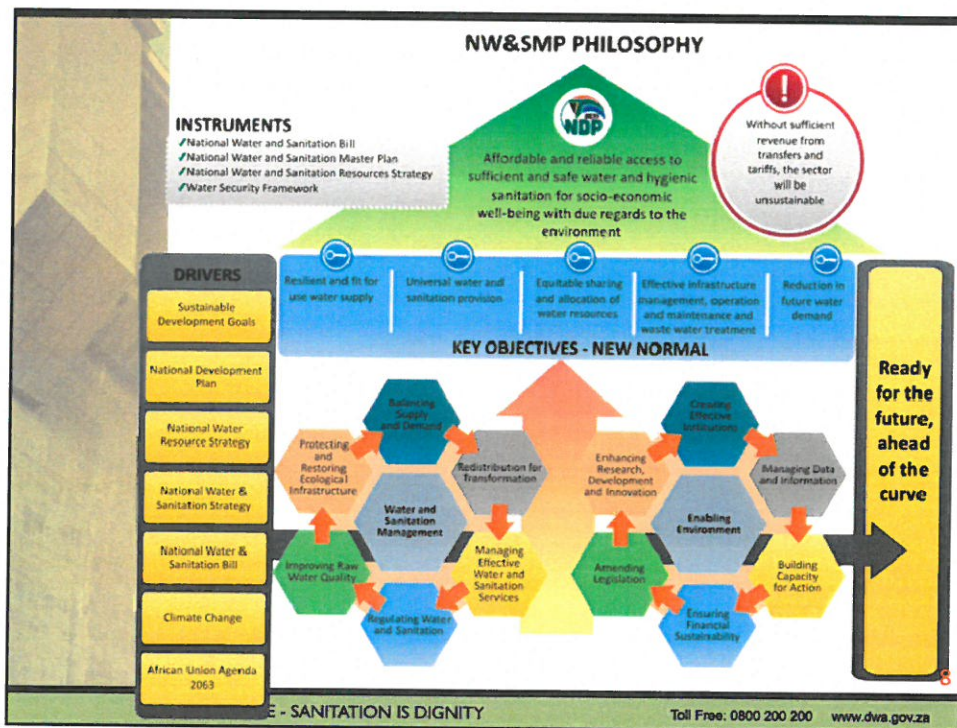 NW&SMP PHILOSOPHY
INSTRUMENTS
✓National Water and Sanitation Bill
✓National Water and Sanitation Master Plan
✓National Water and Sanitation Resources Strategy
✓Water Security Framework
NDP
Affordable and reliable access to
sufficient and safe water and hygienic
sanitation for socio-economic
well-being with due regards to the
environment
!
Without sufficient
revenue from
transfers and
tariffs, the sector
will be
unsustainable
DRIVERS
Sustainable
Development Goals
National Development
Plan
National Water
Resource Strategy
National Water &
Sanitation Strategy
National Water &
Sanitation Bill
Climate Change
African Union Agenda
2063
Resilient and fit for
use water supply
Universal water and
sanitation provision
Equitable sharing
and allocation of
water resources
Effective infrastructure
management, operation
and maintenance and
waste water treatment
Reduction in
future water
demand
KEY OBJECTIVES - NEW NORMAL
Balancing
Supply
and Demand
Redistribution for
Transformation
Managing
Effective
Water and
Sanitation
Services
Regulating Water
and Sanitation
Improving Raw
Water Quality
Protecting
and
Restoring
Ecological
Infrastructure
Water and
Sanitation
Management
Creating
Effective
Institutions
Managing Data
and Information
Building
Capacity
for Action
Ensuring
Financial
Sustainability
Amending
Legislation
Enhancing
Research,
Development
and Innovation
Enabling
Environment
Ready
for the
future,
ahead
of the
curve
8
E - SANITATION IS DIGNITY
Toll Free: 0800 200 200 www.dwa.gov.za